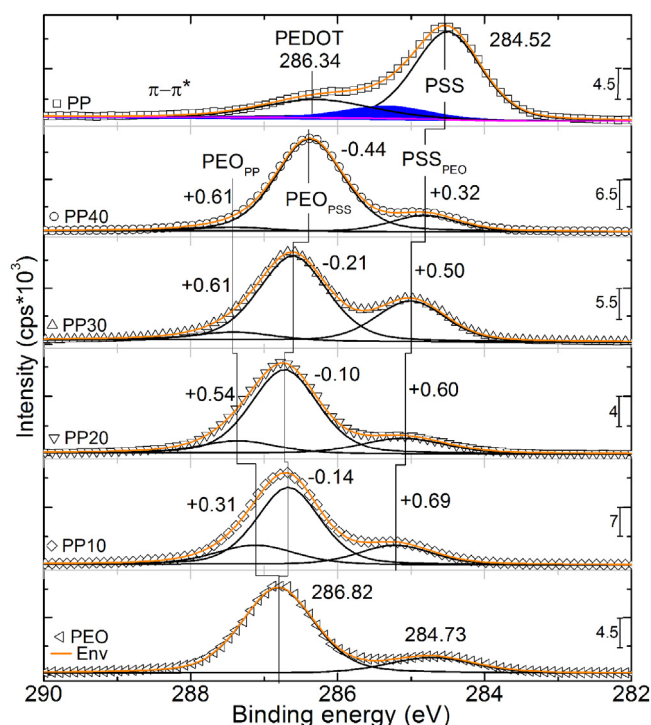 PEDOT
286.34
284.52
π–π*
PSS
4.5
□ PP
PEO_PP
-0.44
PSS_PEO
+0.61
PEO_PSS
+0.32
6.5
○ PP40
-0.21
+0.61
+0.50
5.5
△ PP30
-0.10
+0.54
+0.60
4
▽ PP20
-0.14
+0.31
+0.69
7
◇ PP10
286.82
284.73
4.5
◁ PEO
Env
Intensity (cps*10^3)
290 288 286 284 282
Binding energy (eV)